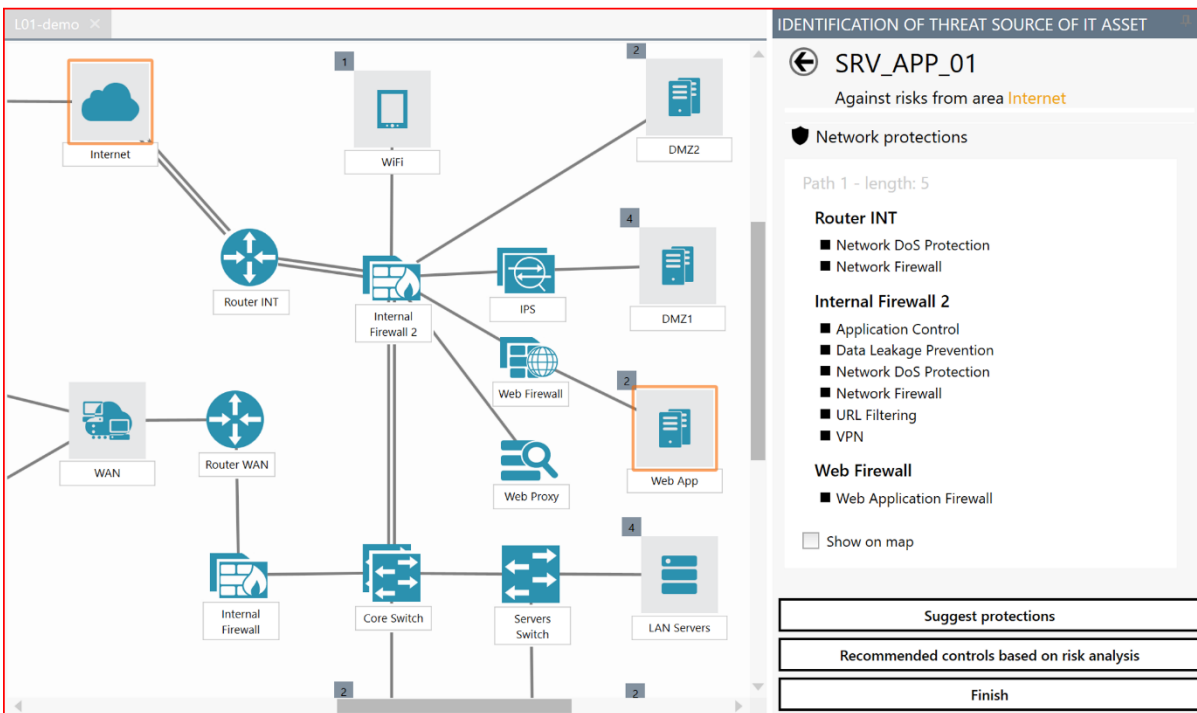 L01-demo ×
IDENTIFICATION OF THREAT SOURCE OF IT ASSET
SRV_APP_01
Against risks from area Internet
Network protections
Path 1 - length: 5
Router INT
Network DoS Protection
Network Firewall
Internal Firewall 2
Application Control
Data Leakage Prevention
Network DoS Protection
Network Firewall
URL Filtering
VPN
Web Firewall
Web Application Firewall
Show on map
Suggest protections
Recommended controls based on risk analysis
Finish
Internet
1
WiFi
2
DMZ2
Router INT
Internal
Firewall 2
IPS
4
DMZ1
Web Firewall
2
Web App
WAN
Router WAN
Web Proxy
Internal
Firewall
Core Switch
Servers
Switch
4
LAN Servers
2
2